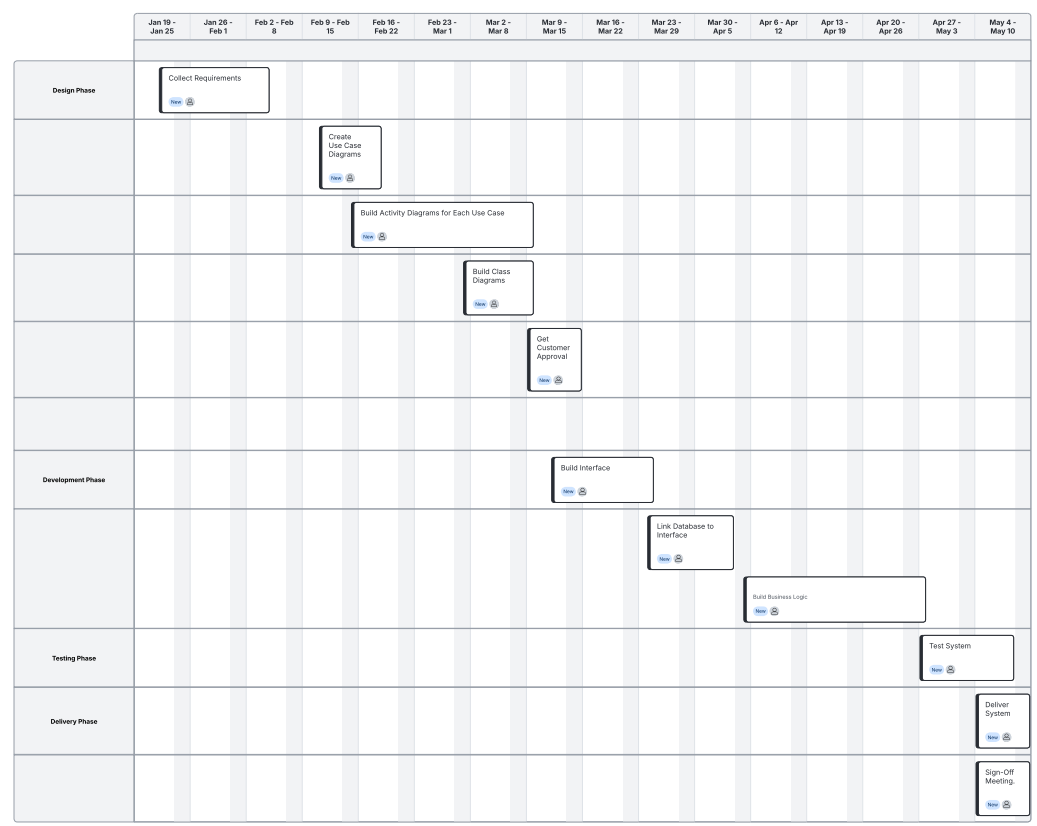 Jan 19 -
Jan 25
Jan 26 -
Feb 1
Feb 2 - Feb
8
Feb 9 - Feb
15
Feb 16 -
Feb 22
Feb 23 -
Mar 1
Mar 2 -
Mar 8
Mar 9 -
Mar 15
Mar 16 -
Mar 22
Mar 23 -
Mar 29
Mar 30 -
Apr 5
Apr 6 - Apr
12
Apr 13 -
Apr 19
Apr 20 -
Apr 26
Apr 27 -
May 3
May 4 -
May 10
Design Phase
Collect Requirements
New
Create
Use Case
Diagrams
New
Build Activity Diagrams for Each Use Case
New
Build Class
Diagrams
New
Get
Customer
Approval
New
Development Phase
Build Interface
New
Link Database to
Interface
New
Build Business Logic
New
Testing Phase
Test System
New
Delivery Phase
Deliver
System
New
Sign-Off
Meeting.
New